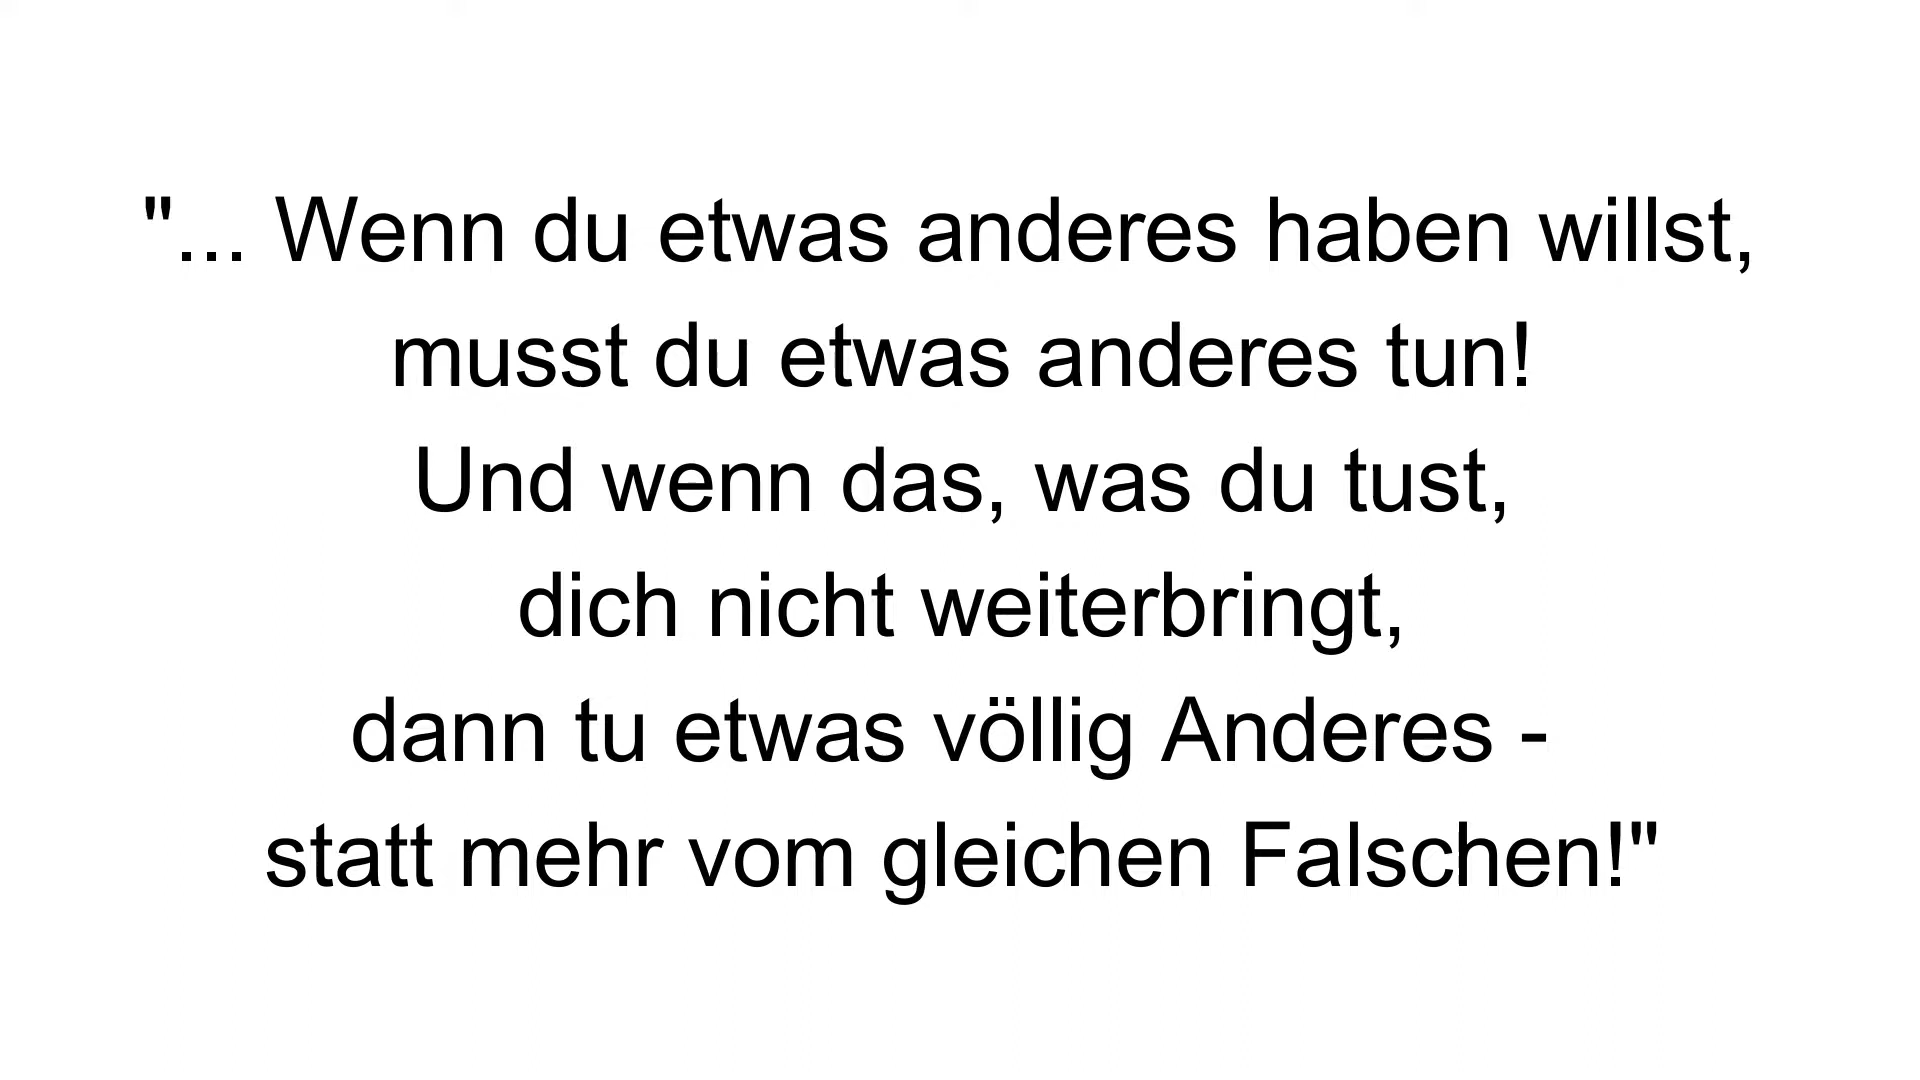 "... Wenn du etwas anderes haben willst,
musst du etwas anderes tun!
Und wenn das, was du tust,
dich nicht weiterbringt,
dann tu etwas völlig Anderes -
statt mehr vom gleichen Falschen!"